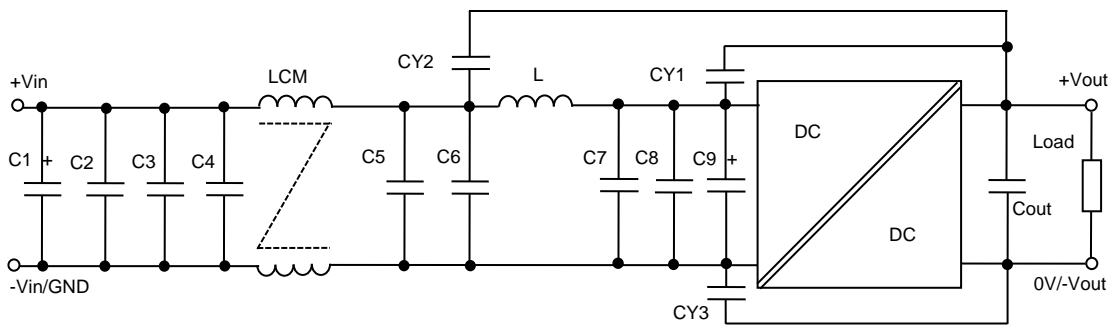 CY2
LCM
L
CY1
+Vin
+Vout
C1 +
C2
C3
C4
C5
C6
C7
C8
C9 +
DC
Load
DC
Cout
-Vin/GND
CY3
0V/-Vout